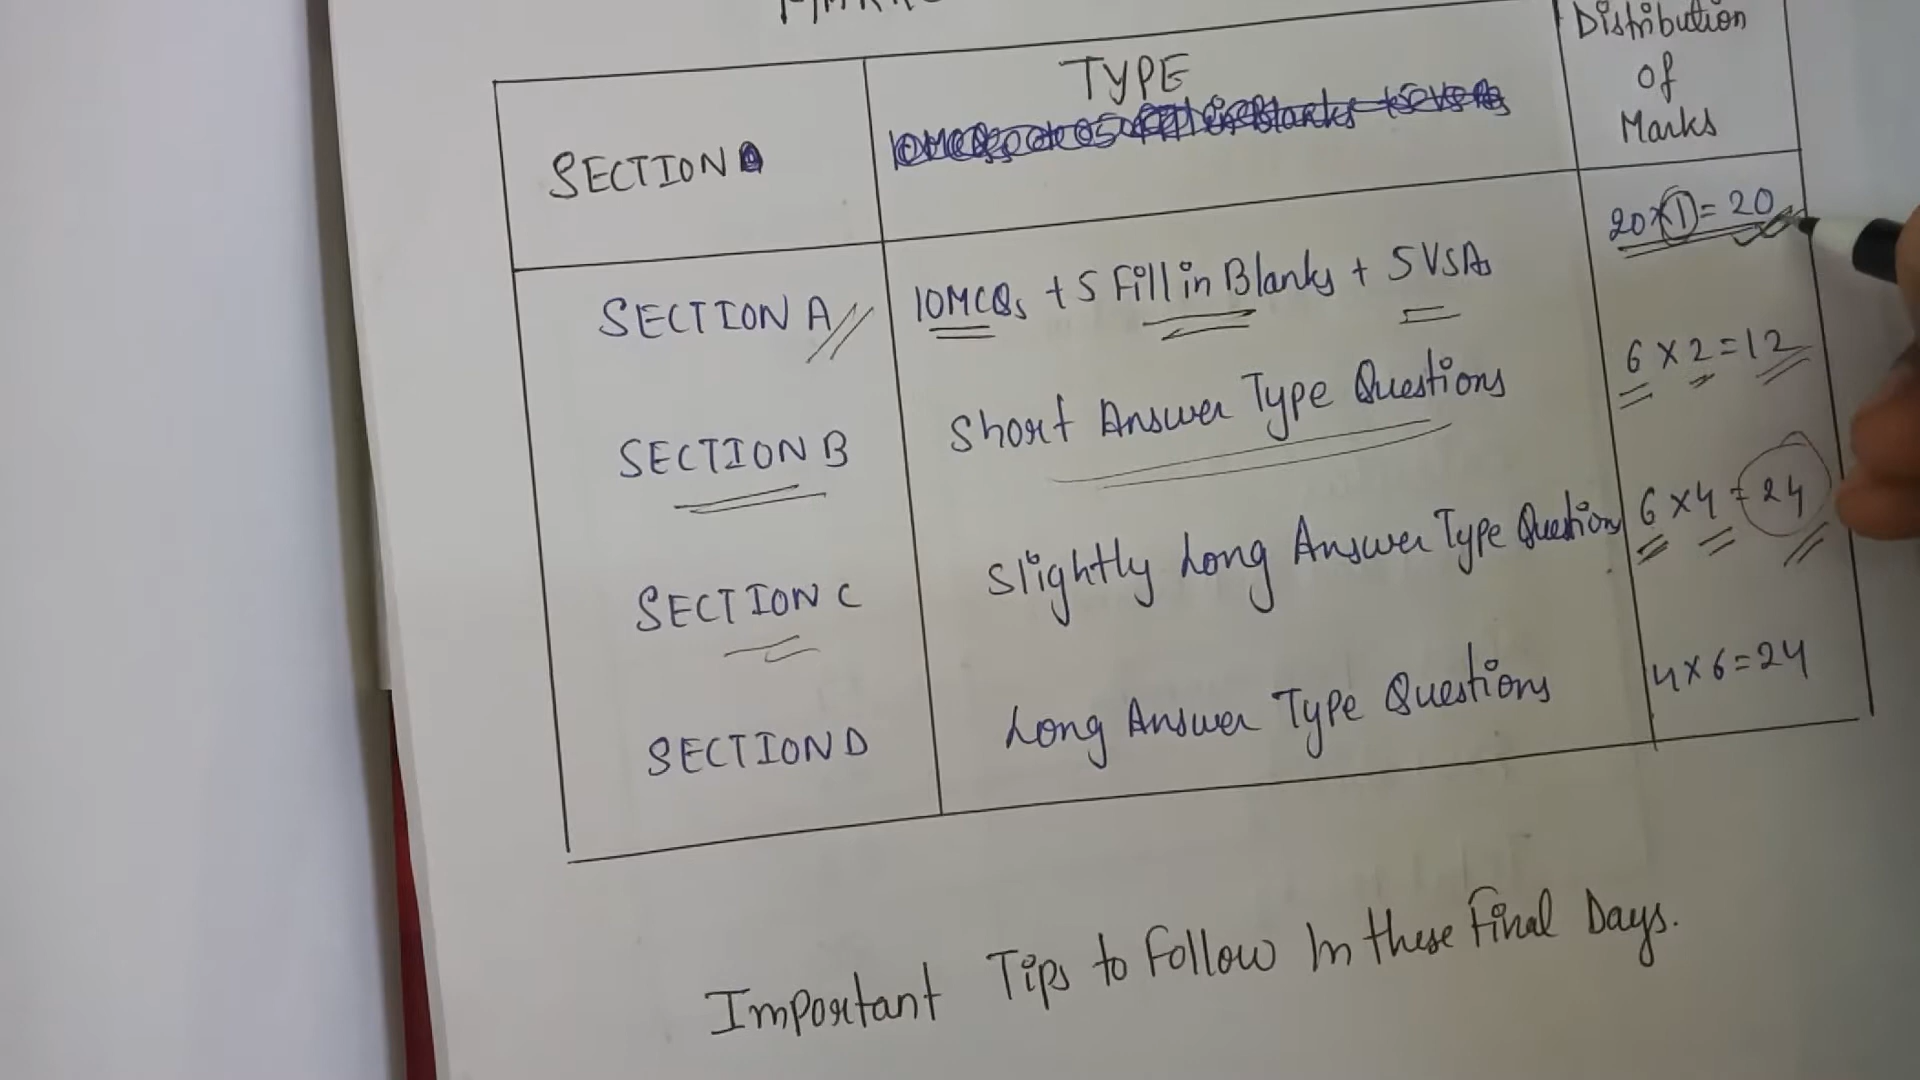 SECTION
TYPE
Distribution
of
Marks
SECTION A
10MCQs + 5 Fill in Blanks + 5 VSAs
20×1=20
SECTION B
Short Answer Type Questions
6×2=12
SECTION C
Slightly Long Answer Type Question
6×4=24
SECTION D
Long Answer Type Questions
4×6=24
Important Tips to Follow In these Final Days.